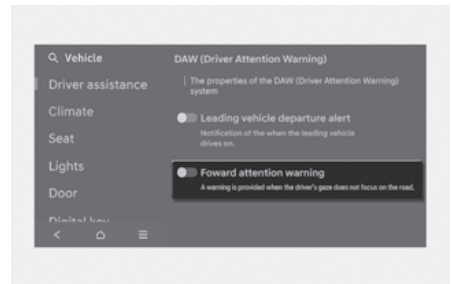 Vehicle
Driver assistance
Climate
Seat
Lights
Door
Digital key
DAW (Driver Attention Warning)
The properties of the DAW (Driver Attention Warning)
system
Leading vehicle departure alert
Notification of the when the leading vehicle
drives on.
Foward attention warning
A warning is provided when the driver's gaze does not focus on the road.